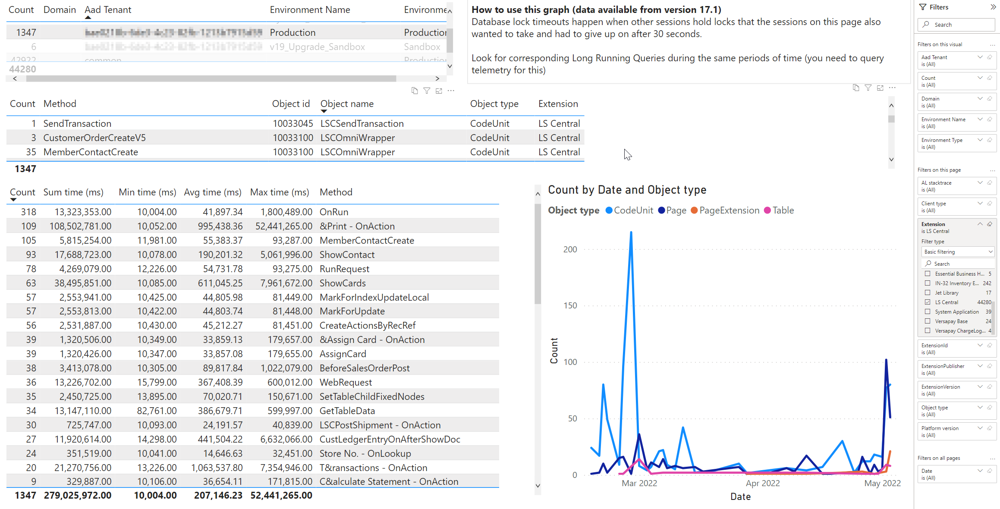 Count Domain Aad Tenant Environment Name Environme
1347 Production Production
6 v19_Upgrade_Sandbox Sandbox
42922 common Production
44280
How to use this graph (data available from version 17.1)
Database lock timeouts happen when other sessions hold locks that the sessions on this page also
wanted to take and had to give up on after 30 seconds.
Look for corresponding Long Running Queries during the same periods of time (you need to query
telemetry for this)
Count Method Object id Object name Object type Extension
1 SendTransaction 10033045 LSCSendTransaction CodeUnit LS Central
3 CustomerOrderCreateV5 10033100 LSCOmniWrapper CodeUnit LS Central
35 MemberContactCreate 10033100 LSCOmniWrapper CodeUnit LS Central
1347
Count Sum time (ms) Min time (ms) Avg time (ms) Max time (ms) Method
318 13,323,353.00 10,004.00 41,897.34 1,800,489.00 OnRun
109 108,502,781.00 10,052.00 995,438.36 52,441,265.00 &Print - OnAction
105 5,815,254.00 11,981.00 55,383.37 93,287.00 MemberContactCreate
93 17,688,723.00 10,078.00 190,201.32 5,061,996.00 ShowContact
78 4,269,079.00 12,226.00 54,731.78 93,275.00 RunRequest
63 38,495,851.00 10,085.00 611,045.25 7,961,672.00 ShowCards
57 2,553,941.00 10,425.00 44,805.98 81,449.00 MarkForIndexUpdateLocal
57 2,553,813.00 10,422.00 44,803.74 81,448.00 MarkForUpdate
56 2,531,887.00 10,430.00 45,212.27 81,451.00 CreateActionsByRecRef
39 1,320,506.00 10,349.00 33,859.13 179,657.00 &Assign Card - OnAction
39 1,320,426.00 10,347.00 33,857.08 179,655.00 AssignCard
38 3,413,078.00 10,305.00 89,817.84 1,022,079.00 BeforeSalesOrderPost
36 13,226,702.00 15,799.00 367,408.39 600,012.00 WebRequest
35 2,450,725.00 13,895.00 70,020.71 150,671.00 SetTableChildFixedNodes
34 13,147,110.00 82,761.00 386,679.71 599,997.00 GetTableData
30 725,747.00 10,093.00 24,191.57 40,839.00 LSCPostShipment - OnAction
27 11,920,614.00 14,298.00 441,504.22 6,632,066.00 CustLedgerEntryOnAfterShowDoc
24 351,519.00 10,041.00 14,646.63 32,451.00 Store No. - OnLookup
20 21,270,756.00 13,226.00 1,063,537.80 7,354,946.00 T&ransactions - OnAction
9 329,887.00 10,106.00 36,654.11 171,815.00 C&alculate Statement - OnAction
1347 279,025,972.00 10,004.00 207,146.23 52,441,265.00
Count by Date and Object type
Object type CodeUnit Page PageExtension Table
200
150
100
50
0
Count
Mar 2022 Apr 2022 May 2022
Date
Filters
Search
Filters on this visual
Aad Tenant
is (All)
Count
is (All)
Domain
is (All)
Environment Name
is (All)
Environment Type
is (All)
Filters on this page
AL stacktrace
is (All)
Client type
is (All)
Extension
is LS Central
Filter type
Basic filtering
Search
Essential Business H... 5
IN-32 Inventory E... 242
Jet Library 17
LS Central 44280
System Application 39
Versapay Base 24
Versapay ChargeLog... 4
ExtensionId
is (All)
ExtensionPublisher
is (All)
ExtensionVersion
is (All)
Object type
is (All)
Platform version
is (All)
Filters on all pages
Date
is (All)